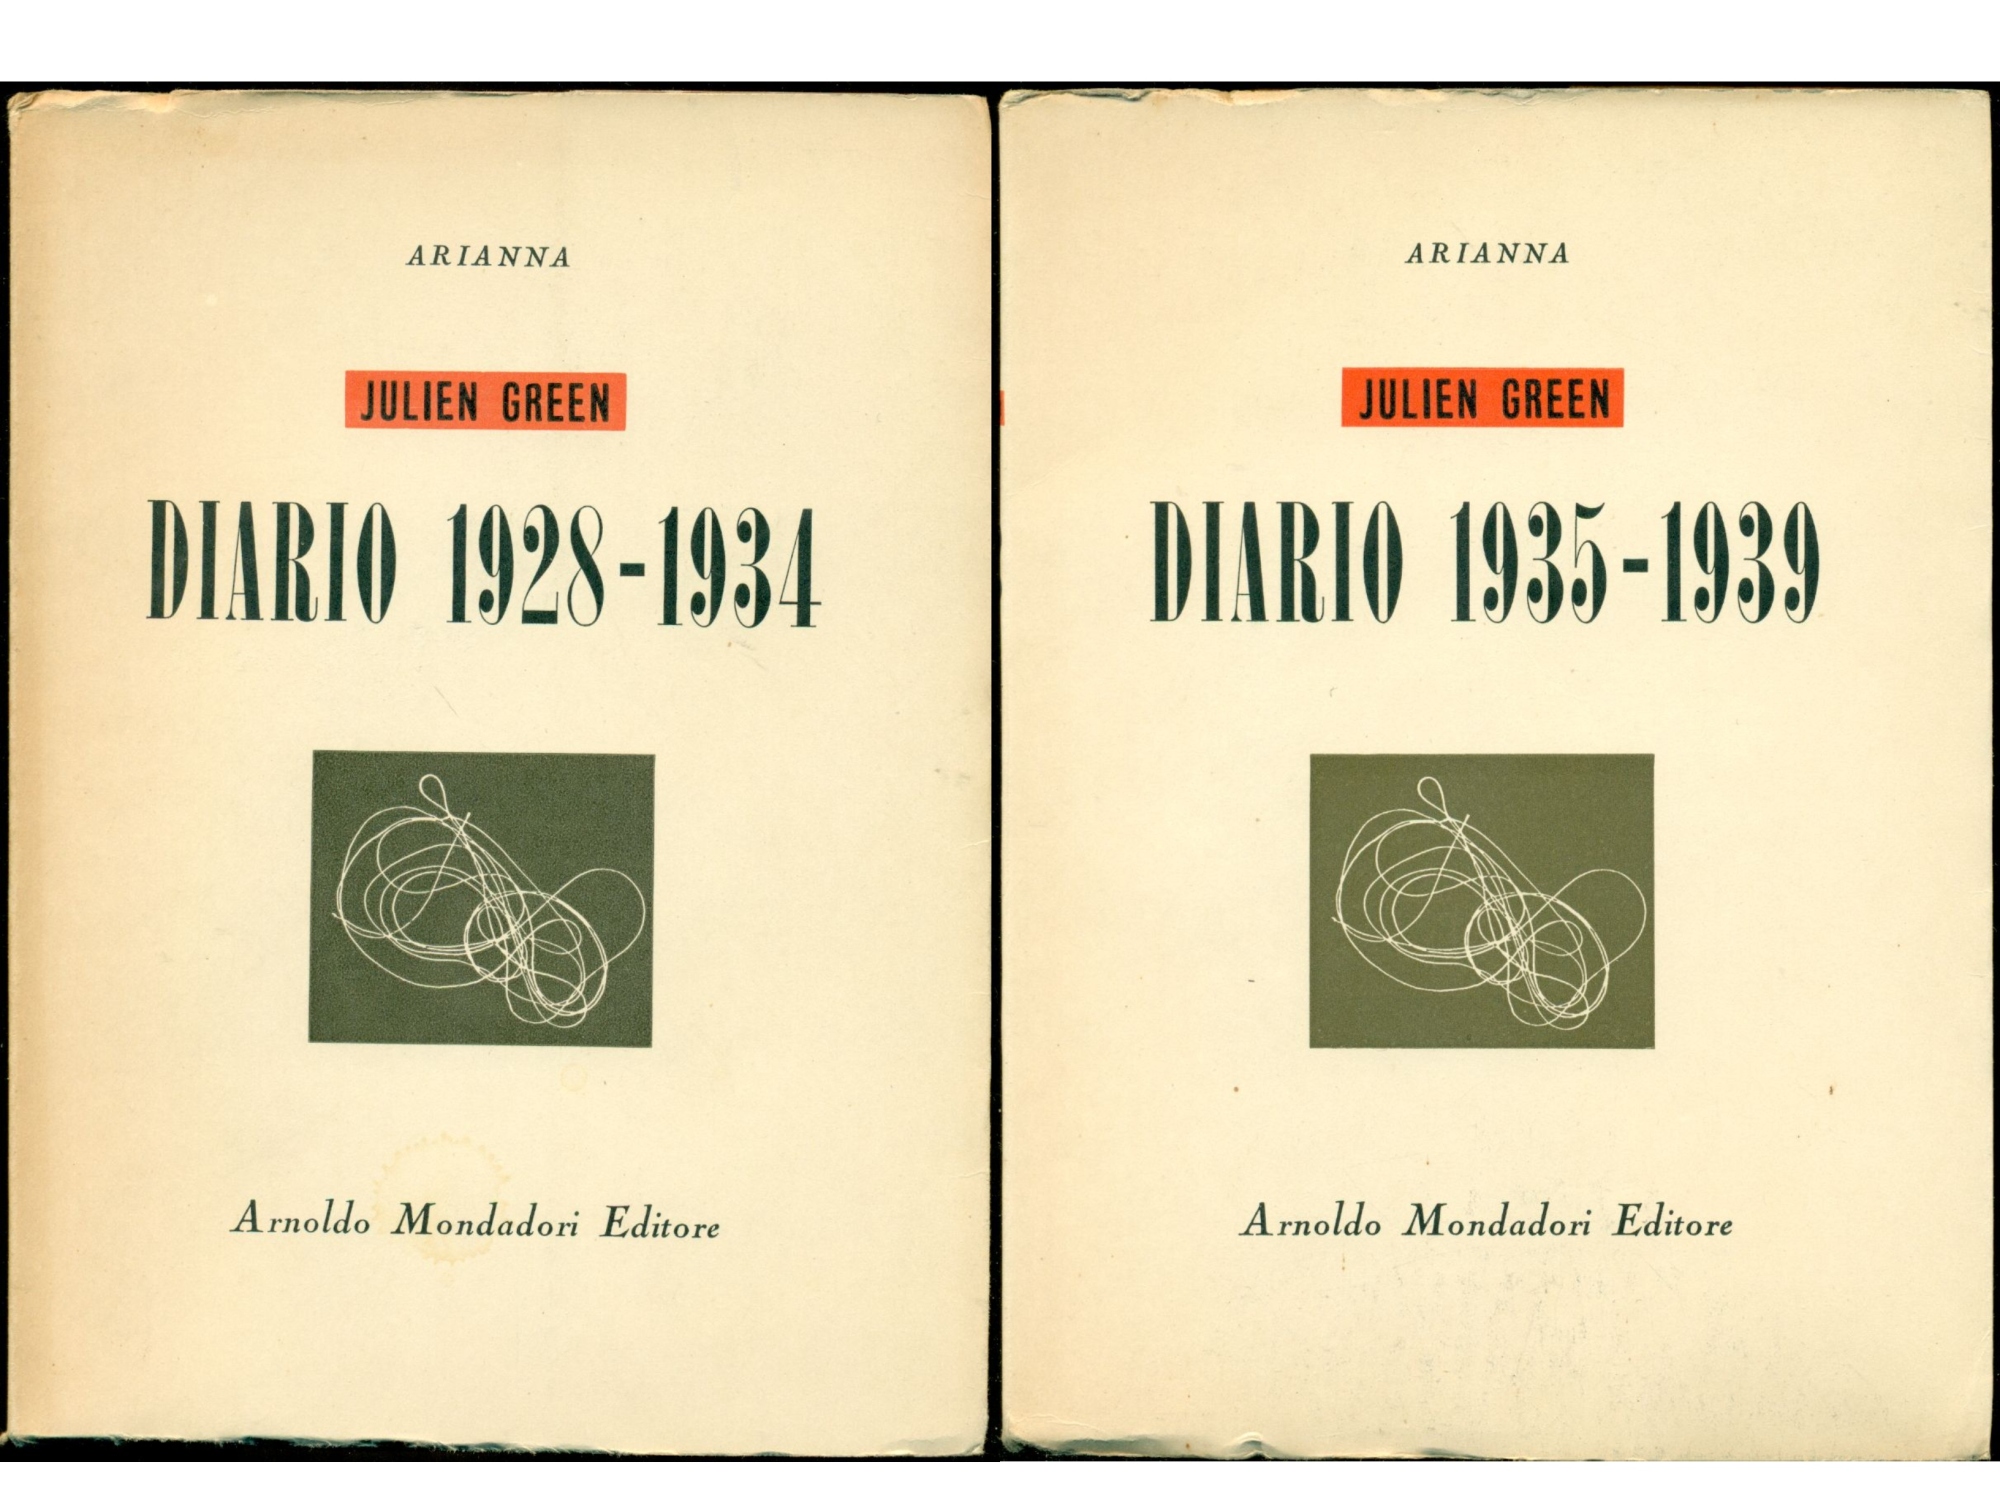 ARIANNA
JULIEN GREEN
DIARIO 1928-1934
Arnoldo Mondadori Editore
ARIANNA
JULIEN GREEN
DIARIO 1935-1939
Arnoldo Mondadori Editore